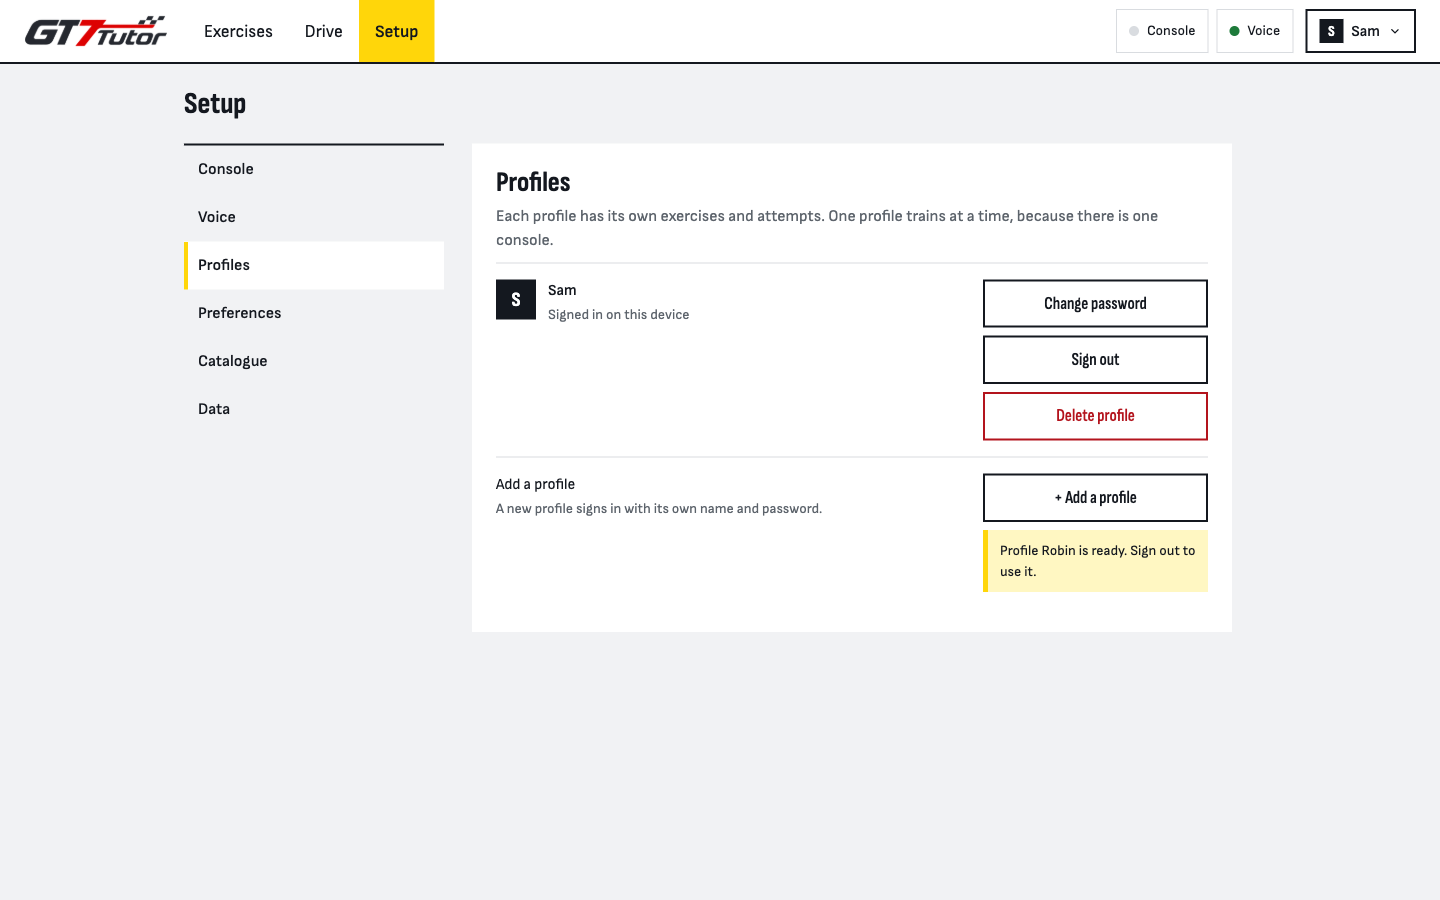 GT7Tutor
Exercises
Drive
Setup
Console
Voice
S
Sam
Setup
Console
Voice
Profiles
Preferences
Catalogue
Data
Profiles
Each profile has its own exercises and attempts. One profile trains at a time, because there is one
console.
S
Sam
Signed in on this device
Change password
Sign out
Delete profile
Add a profile
A new profile signs in with its own name and password.
+ Add a profile
Profile Robin is ready. Sign out to
use it.